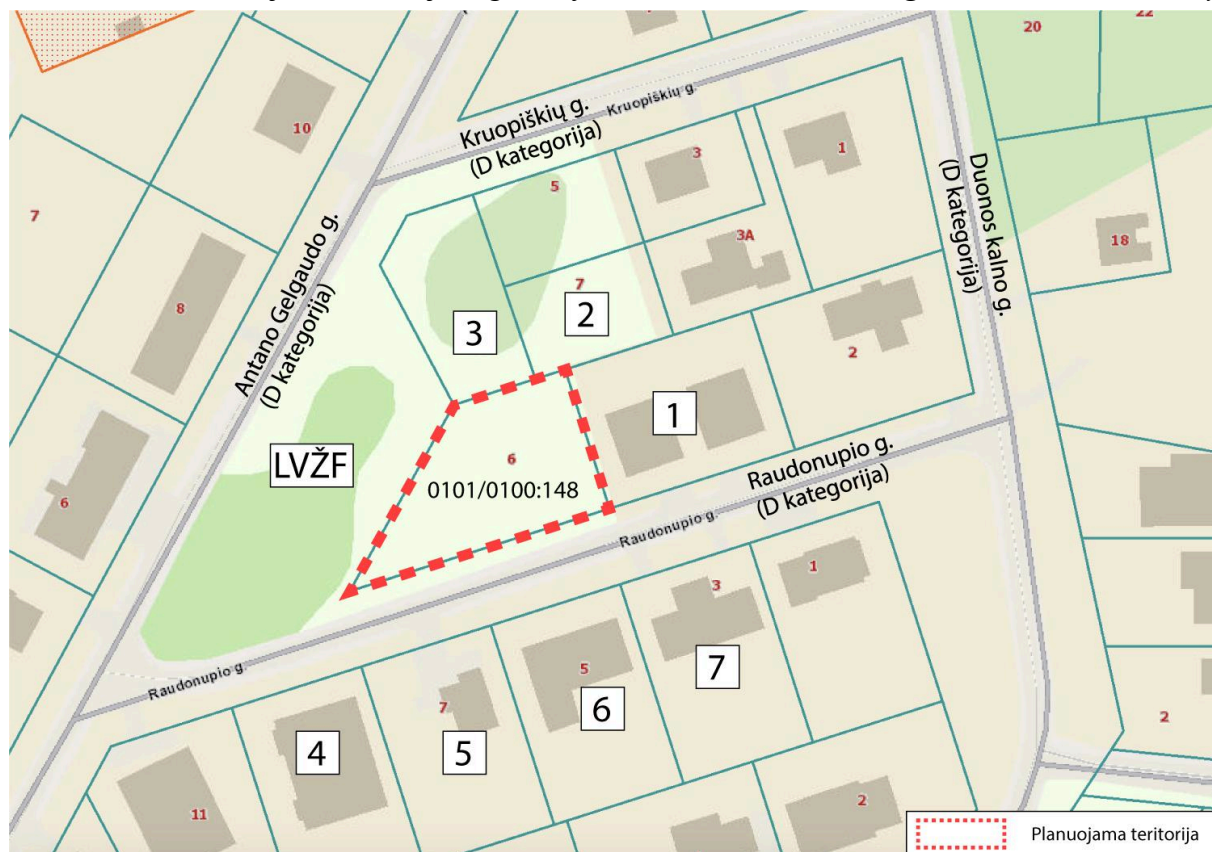 20
22
10
Kruopiškių g.
(D kategorija)
Kruopiškių g.
3
1
5
7
Antano Gelgaudo g.
(D kategorija)
Duonos kalno g.
(D kategorija)
3A
18
8
7
2
3
2
1
LVŽF
6
0101/0100:148
6
Raudonupio g.
(D kategorija)
Raudonupio g.
1
3
5
7
Raudonupio g.
7
6
5
4
2
11
2
Planuojama teritorija